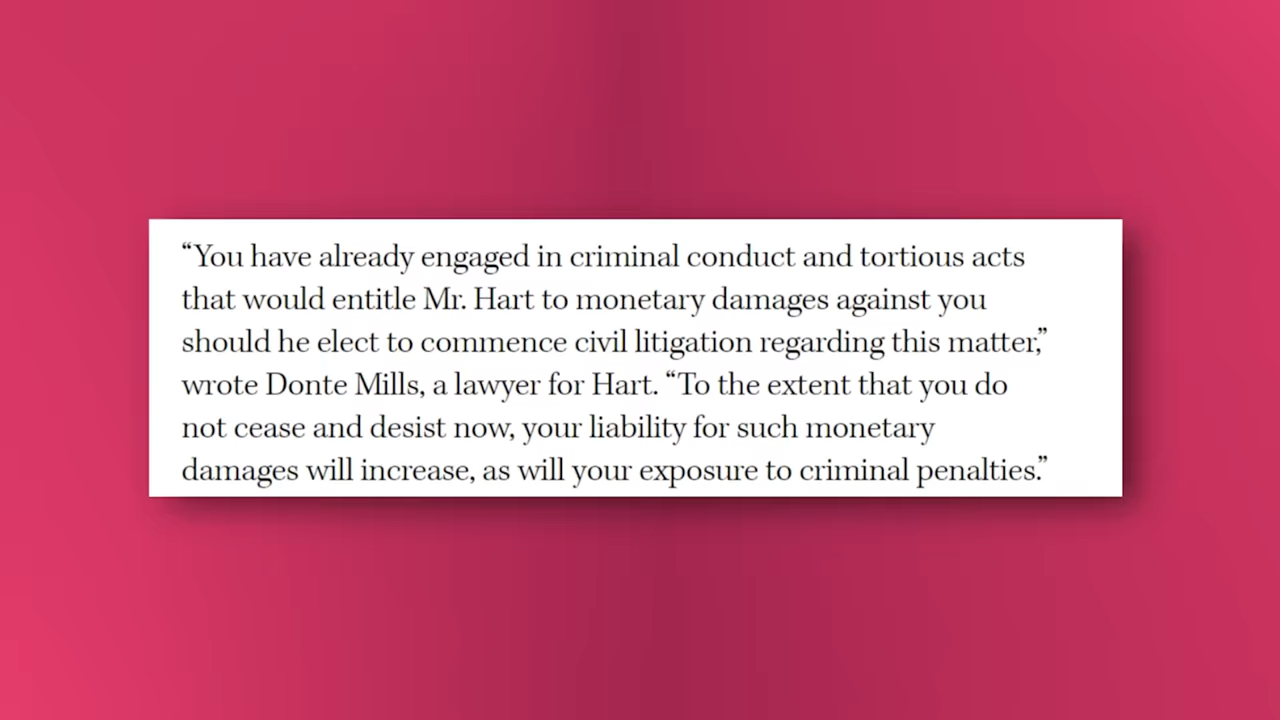 “You have already engaged in criminal conduct and tortious acts
that would entitle Mr. Hart to monetary damages against you
should he elect to commence civil litigation regarding this matter,”
wrote Donte Mills, a lawyer for Hart. “To the extent that you do
not cease and desist now, your liability for such monetary
damages will increase, as will your exposure to criminal penalties.”